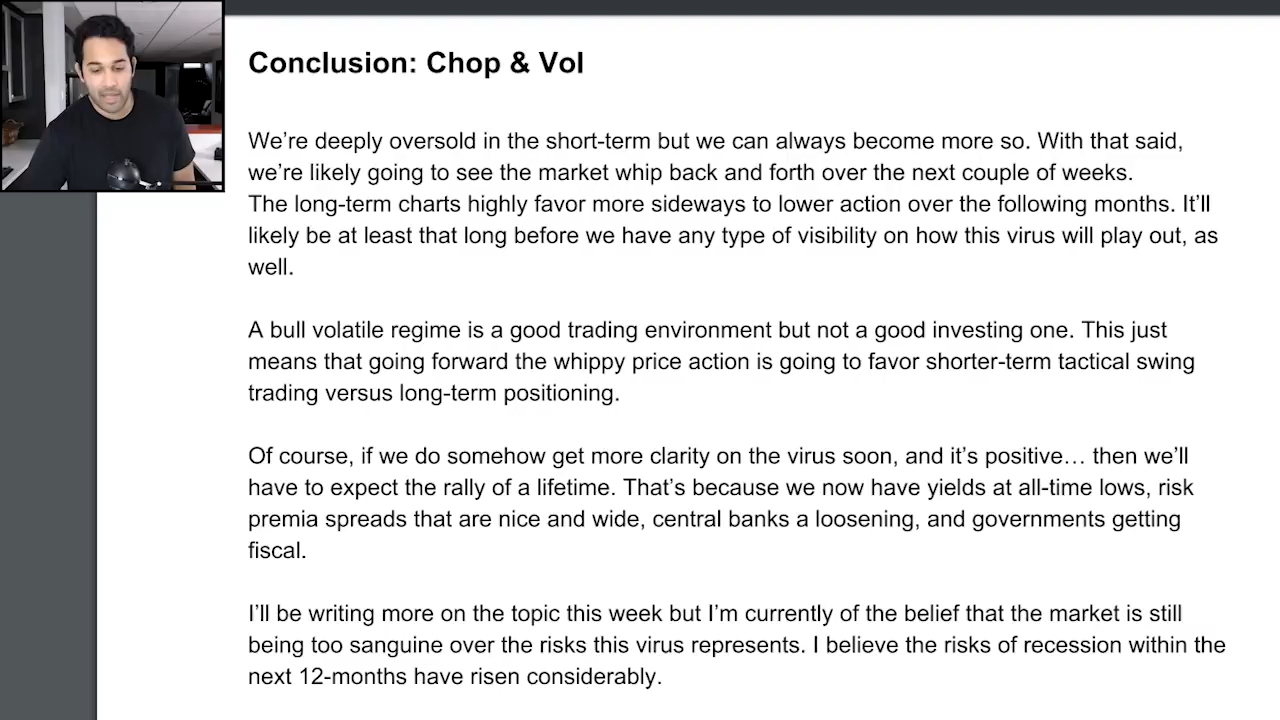 Conclusion: Chop & Vol
We're deeply oversold in the short-term but we can always become more so. With that said,
we're likely going to see the market whip back and forth over the next couple of weeks.
The long-term charts highly favor more sideways to lower action over the following months. It'll
likely be at least that long before we have any type of visibility on how this virus will play out, as
well.
A bull volatile regime is a good trading environment but not a good investing one. This just
means that going forward the whippy price action is going to favor shorter-term tactical swing
trading versus long-term positioning.
Of course, if we do somehow get more clarity on the virus soon, and it's positive… then we'll
have to expect the rally of a lifetime. That's because we now have yields at all-time lows, risk
premia spreads that are nice and wide, central banks a loosening, and governments getting
fiscal.
I'll be writing more on the topic this week but I'm currently of the belief that the market is still
being too sanguine over the risks this virus represents. I believe the risks of recession within the
next 12-months have risen considerably.